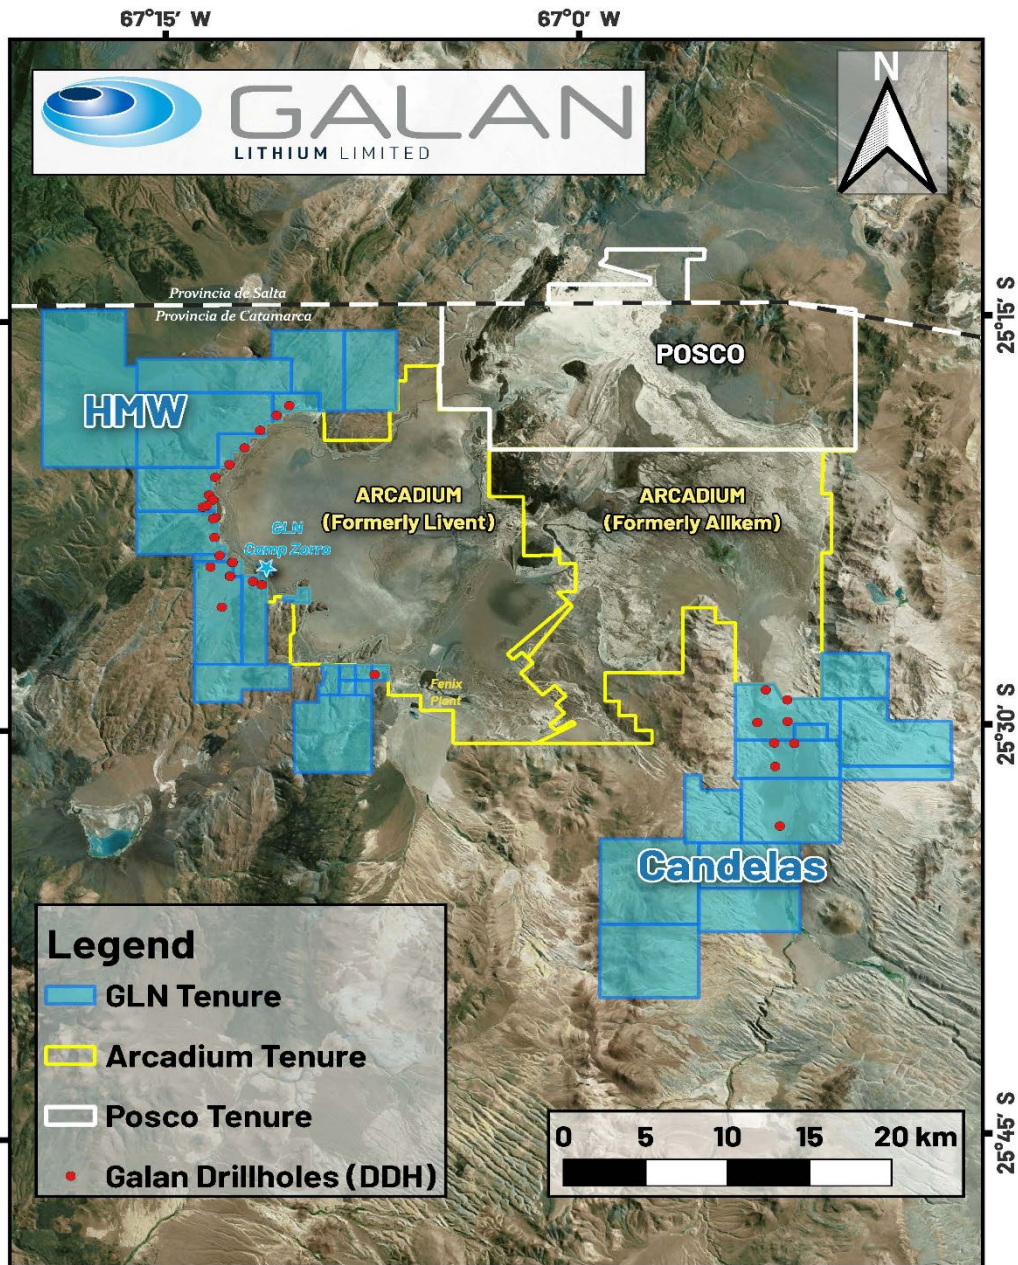 67°15' W
67°0' W
GALAN
LITHIUM LIMITED
N
Provincia de Salta
Provincia de Catamarca
25°15' S
POSCO
HMW
ARCADIUM
(Formerly Livent)
ARCADIUM
(Formerly Allkem)
GLN
Camp Zorro
Fenix
Plant
25°30' S
Candelas
Legend
GLN Tenure
Arcadium Tenure
Posco Tenure
Galan Drillholes (DDH)
0 5 10 15 20 km
25°45' S